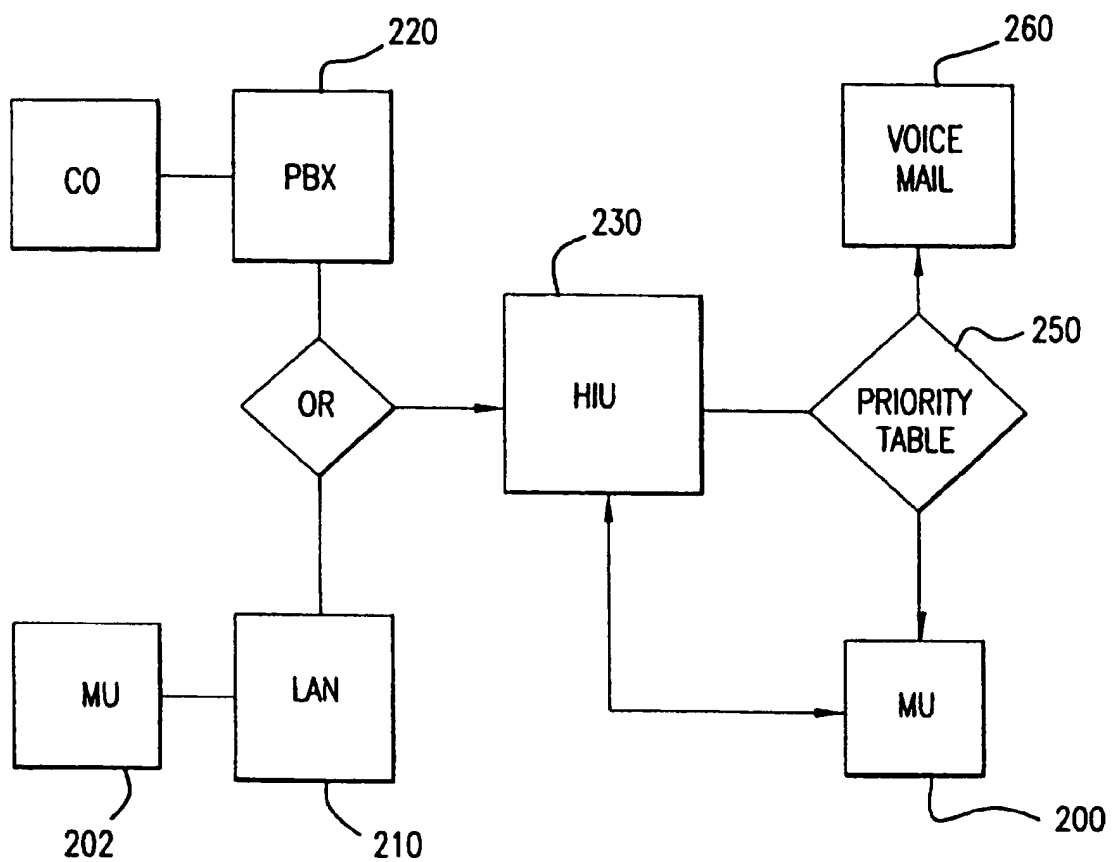 220
260
CO
PBX
VOICE
MAIL
230
250
OR
HIU
PRIORITY
TABLE
MU
LAN
MU
202
210
200